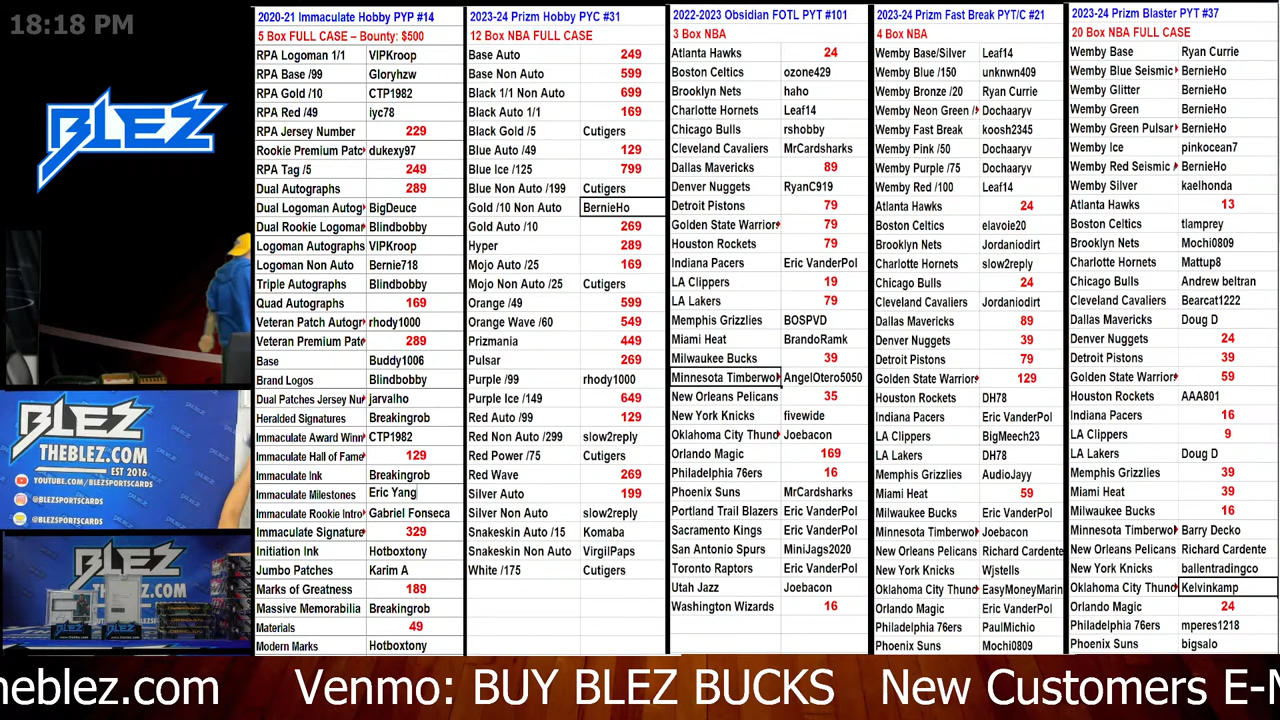 18:18 PM
BLEZ
BLEZ
THEBLEZ.COM
EST 2016
YOUTUBE.COM/BLEZSPORTSCARDS
@BLEZSPORTSCARDS
@BLEZSPORTSCARDS
BLEZ
2020-21 Immaculate Hobby PYP #14
5 Box FULL CASE – Bounty: $500
RPA Logoman 1/1 VIPKroop
RPA Base /99 Gloryhzw
RPA Gold /10 CTP1982
RPA Red /49 iyc78
RPA Jersey Number 229
Rookie Premium Patc dukexy97
RPA Tag /5 249
Dual Autographs 289
Dual Logoman Autog BigDeuce
Dual Rookie Logoma Blindbobby
Logoman Autographs VIPKroop
Logoman Non Auto Bernie718
Triple Autographs Blindbobby
Quad Autographs 169
Veteran Patch Autogr rhody1000
Veteran Premium Pat 289
Base Buddy1006
Brand Logos Blindbobby
Dual Patches Jersey Nu jarvalho
Heralded Signatures Breakingrob
Immaculate Award Winn CTP1982
Immaculate Hall of Fame 129
Immaculate Ink Breakingrob
Immaculate Milestones Eric Yang
Immaculate Rookie Intro Gabriel Fonseca
Immaculate Signature 329
Initiation Ink Hotboxtony
Jumbo Patches Karim A
Marks of Greatness 189
Massive Memorabilia Breakingrob
Materials 49
Modern Marks Hotboxtony
2023-24 Prizm Hobby PYC #31
12 Box NBA FULL CASE
Base Auto 249
Base Non Auto 599
Black 1/1 Non Auto 699
Black Auto 1/1 169
Black Gold /5 Cutigers
Blue Auto /49 129
Blue Ice /125 799
Blue Non Auto /199 Cutigers
Gold /10 Non Auto BernieHo
Gold Auto /10 269
Hyper 289
Mojo Auto /25 169
Mojo Non Auto /25 Cutigers
Orange /49 599
Orange Wave /60 549
Prizmania 449
Pulsar 269
Purple /99 rhody1000
Purple Ice /149 649
Red Auto /99 129
Red Non Auto /299 slow2reply
Red Power /75 Cutigers
Red Wave 269
Silver Auto 199
Silver Non Auto slow2reply
Snakeskin Auto /15 Komaba
Snakeskin Non Auto VirgilPaps
White /175 Cutigers
2022-2023 Obsidian FOTL PYT #101
3 Box NBA
Atlanta Hawks 24
Boston Celtics ozone429
Brooklyn Nets haho
Charlotte Hornets Leaf14
Chicago Bulls rshobby
Cleveland Cavaliers MrCardsharks
Dallas Mavericks 89
Denver Nuggets RyanC919
Detroit Pistons 79
Golden State Warrior 79
Houston Rockets 79
Indiana Pacers Eric VanderPol
LA Clippers 19
LA Lakers 79
Memphis Grizzlies BOSPVD
Miami Heat BrandoRamk
Milwaukee Bucks 39
Minnesota Timberwo AngelOtero5050
New Orleans Pelicans 35
New York Knicks fivewide
Oklahoma City Thund Joebacon
Orlando Magic 169
Philadelphia 76ers 16
Phoenix Suns MrCardsharks
Portland Trail Blazers Eric VanderPol
Sacramento Kings Eric VanderPol
San Antonio Spurs MiniJags2020
Toronto Raptors Eric VanderPol
Utah Jazz Joebacon
Washington Wizards 16
2023-24 Prizm Fast Break PYT/C #21
4 Box NBA
Wemby Base/Silver Leaf14
Wemby Blue /150 unknwn409
Wemby Bronze /20 Ryan Currie
Wemby Neon Green / Dochaaryv
Wemby Fast Break koosh2345
Wemby Pink /50 Dochaaryv
Wemby Purple /75 Dochaaryv
Wemby Red /100 Leaf14
Atlanta Hawks 24
Boston Celtics elavoie20
Brooklyn Nets Jordaniodirt
Charlotte Hornets slow2reply
Chicago Bulls 24
Cleveland Cavaliers Jordaniodirt
Dallas Mavericks 89
Denver Nuggets 39
Detroit Pistons 79
Golden State Warrior 129
Houston Rockets DH78
Indiana Pacers Eric VanderPol
LA Clippers BigMeech23
LA Lakers DH78
Memphis Grizzlies AudioJayy
Miami Heat 59
Milwaukee Bucks Eric VanderPol
Minnesota Timberwo Joebacon
New Orleans Pelicans Richard Cardente
New York Knicks Wjstells
Oklahoma City Thund EasyMoneyMarin
Orlando Magic Eric VanderPol
Philadelphia 76ers PaulMichio
Phoenix Suns Mochi0809
2023-24 Prizm Blaster PYT #37
20 Box NBA FULL CASE
Wemby Base Ryan Currie
Wemby Blue Seismic BernieHo
Wemby Glitter BernieHo
Wemby Green BernieHo
Wemby Green Pulsar BernieHo
Wemby Ice pinkocean7
Wemby Red Seismic BernieHo
Wemby Silver kaelhonda
Atlanta Hawks 13
Boston Celtics tlamprey
Brooklyn Nets Mochi0809
Charlotte Hornets Mattup8
Chicago Bulls Andrew beltran
Cleveland Cavaliers Bearcat1222
Dallas Mavericks Doug D
Denver Nuggets 24
Detroit Pistons 39
Golden State Warrior 59
Houston Rockets AAA801
Indiana Pacers 16
LA Clippers 9
LA Lakers Doug D
Memphis Grizzlies 39
Miami Heat 39
Milwaukee Bucks 16
Minnesota Timberwo Barry Decko
New Orleans Pelicans Richard Cardente
New York Knicks ballentradingco
Oklahoma City Thund Kelvinkamp
Orlando Magic 24
Philadelphia 76ers mperes1218
Phoenix Suns bigsalo
heblez.com Venmo: BUY BLEZ BUCKS New Customers E-M